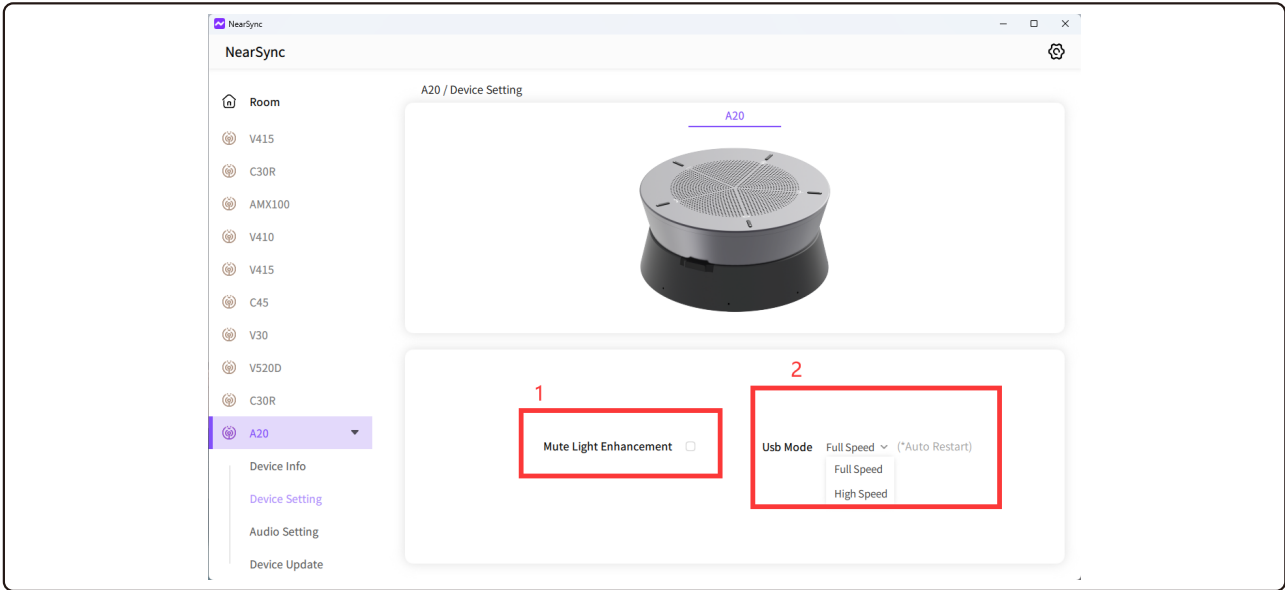 NearSync
NearSync
Room
V415
C30R
AMX100
V410
V415
C45
V30
V520D
C30R
A20
Device Info
Device Setting
Audio Setting
Device Update
A20 / Device Setting
A20
1
Mute Light Enhancement
2
Usb Mode Full Speed (*Auto Restart)
Full Speed
High Speed